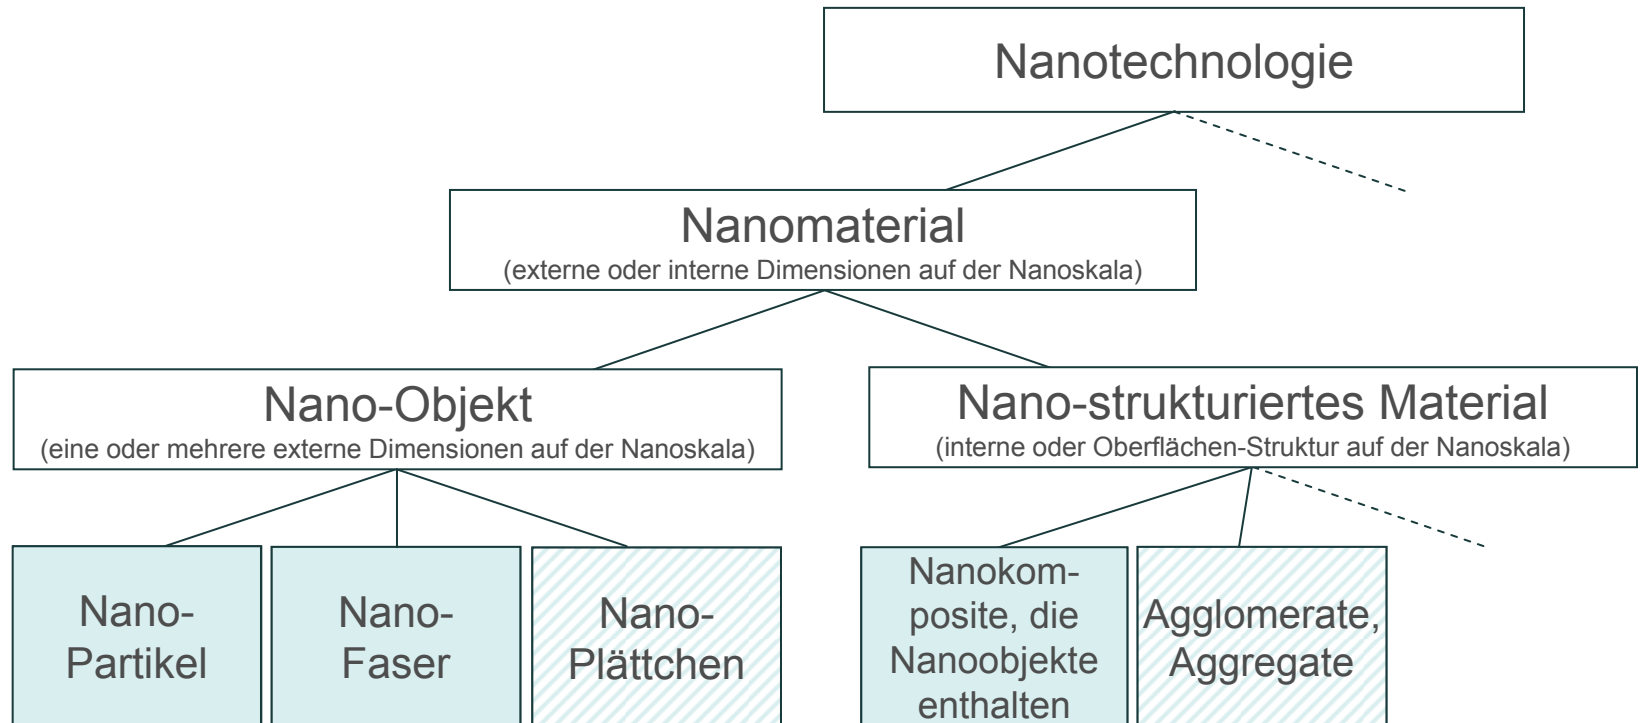 Nanotechnologie
Nanomaterial
(externe oder interne Dimensionen auf der Nanoskala)
Nano-Objekt
(eine oder mehrere externe Dimensionen auf der Nanoskala)
Nano-strukturiertes Material
(interne oder Oberflächen-Struktur auf der Nanoskala)
Nano-
Partikel
Nano-
Faser
Nano-
Plättchen
Nanokom-
posite, die
Nanoobjekte
enthalten
Agglomerate,
Aggregate